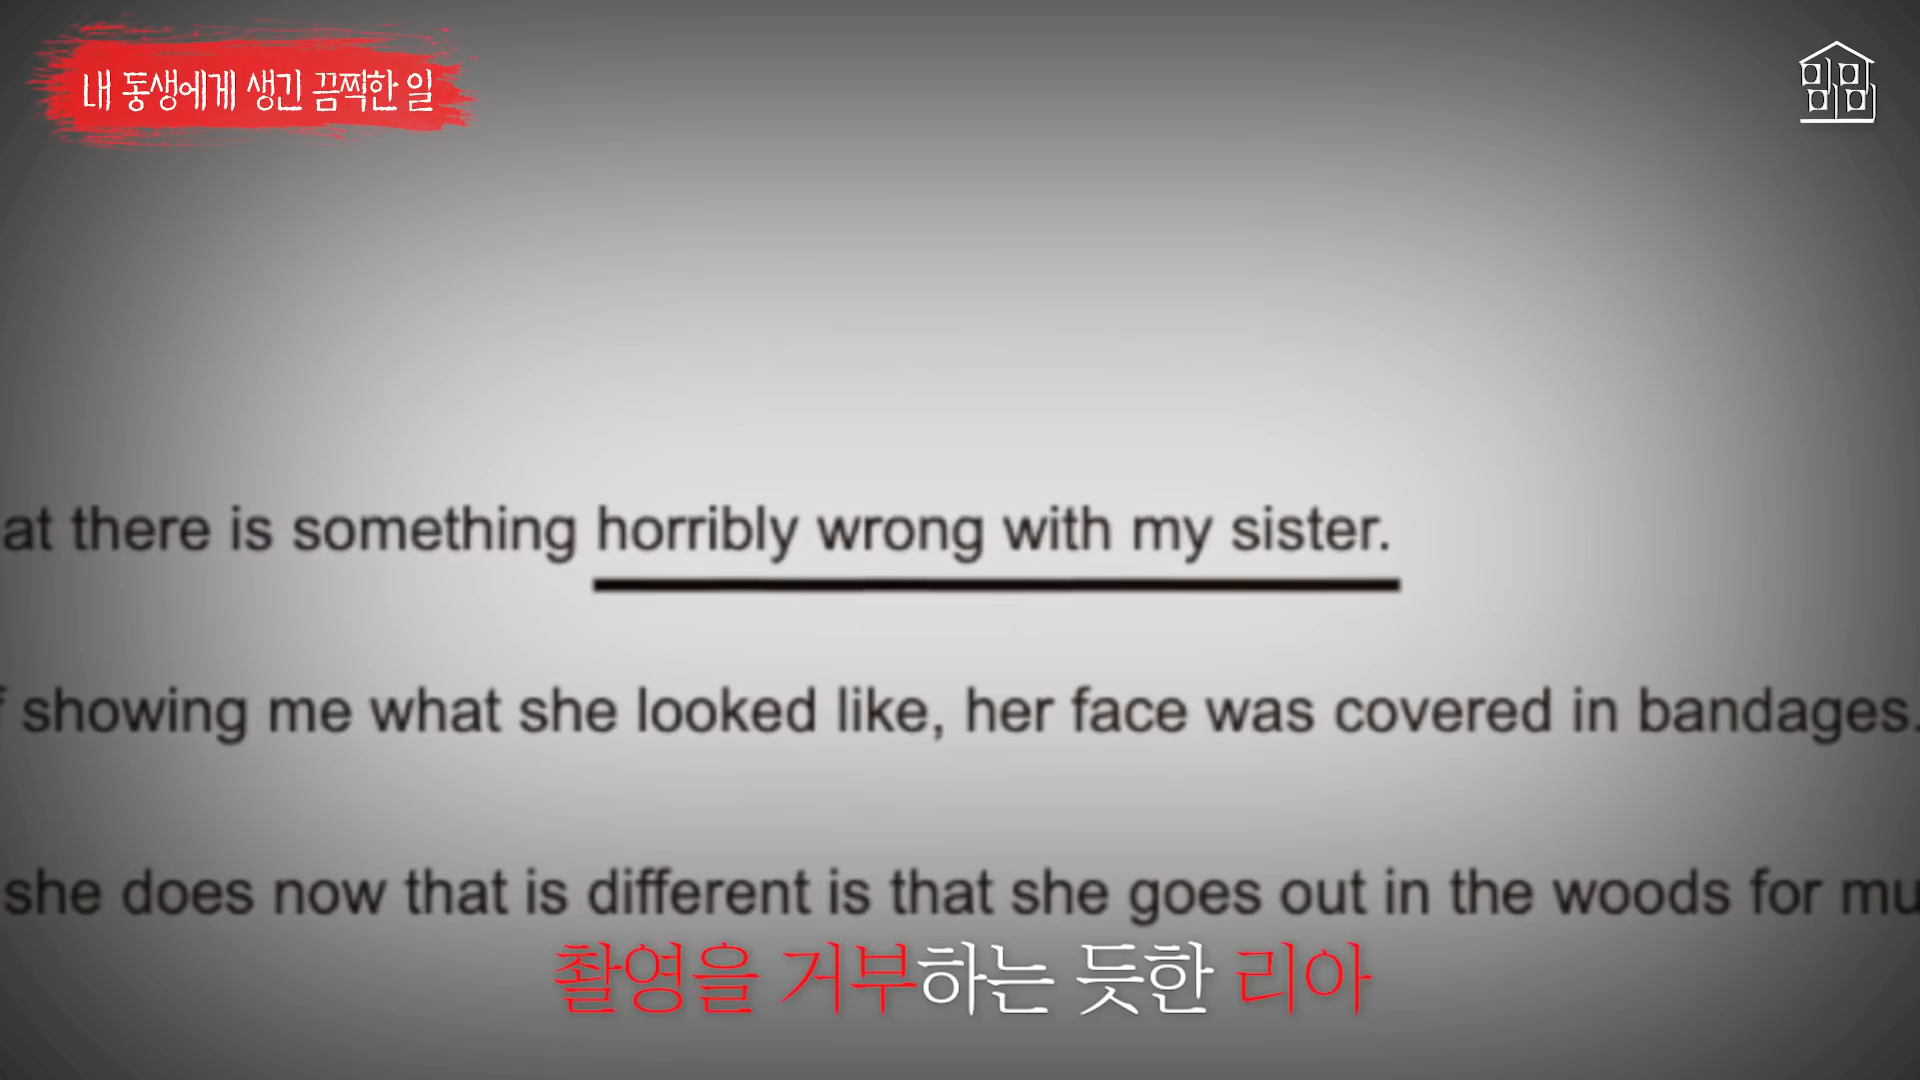 내 동생에게 생긴 끔찍한 일
밈밈
at there is something horribly wrong with my sister.
f showing me what she looked like, her face was covered in bandages.
she does now that is different is that she goes out in the woods for mu
촬영을 거부하는 듯한 리아